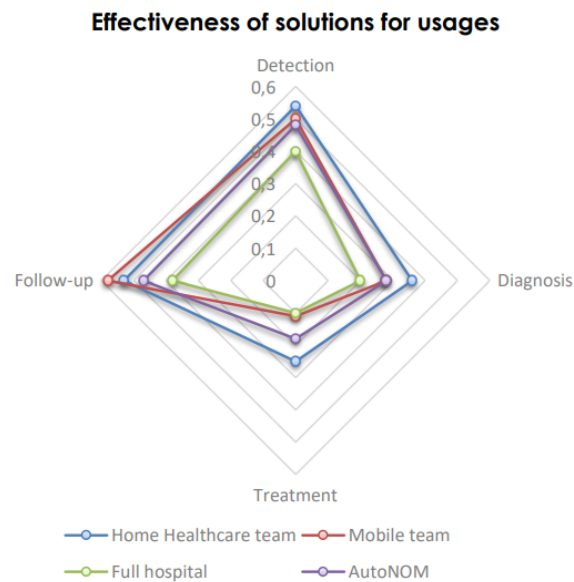 Effectiveness of solutions for usages
Detection
0,6
0,5
0,4
0,3
0,2
0,1
0
Follow-up
Diagnosis
Treatment
Home Healthcare team
Mobile team
Full hospital
AutoNOM